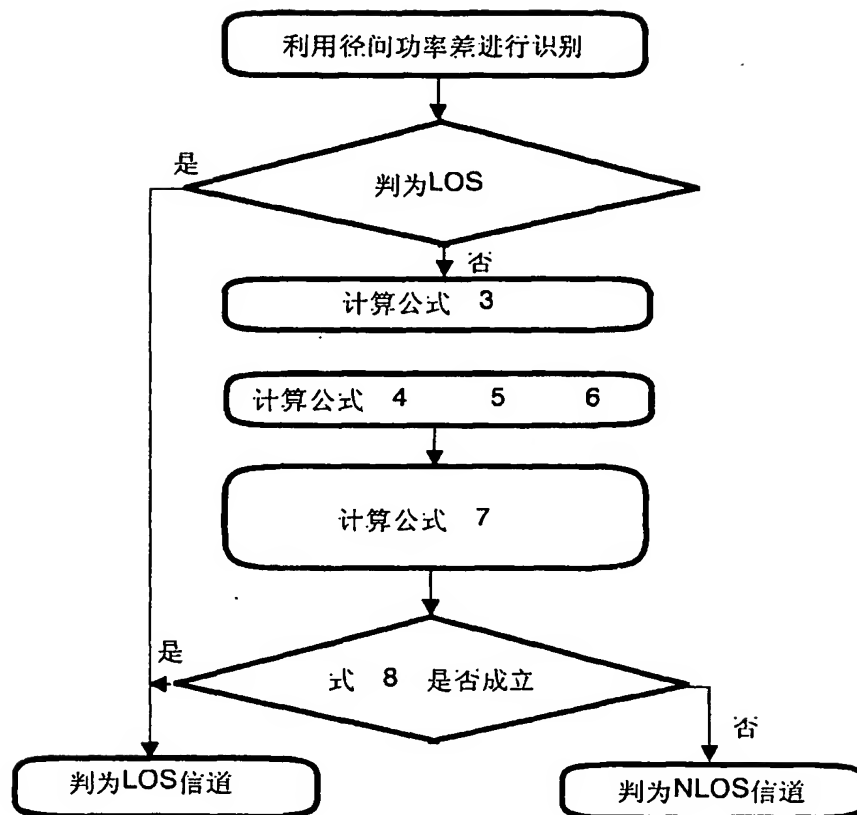 利用径间功率差进行识别
是
判为LOS
否
计算公式 3
计算公式 4 5 6
计算公式 7
是
式 8 是否成立
否
判为LOS信道
判为NLOS信道